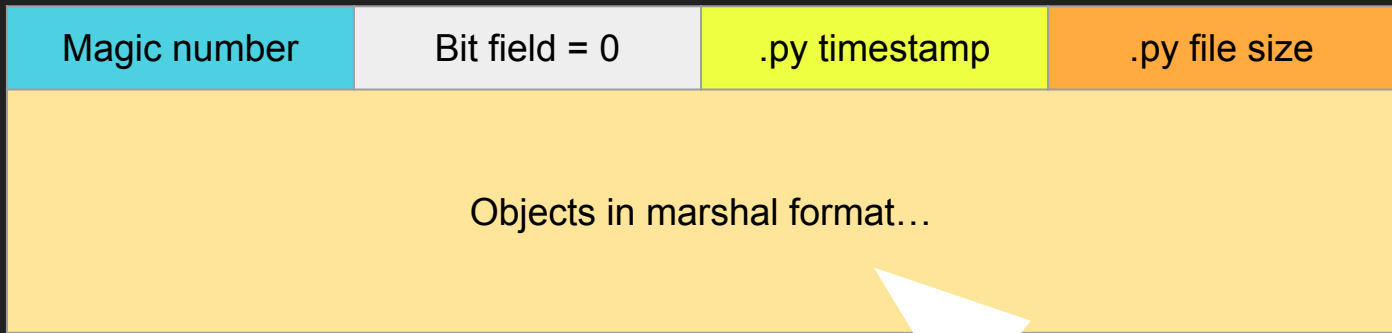 Magic number Bit field = 0 .py timestamp .py file size
Objects in marshal format…